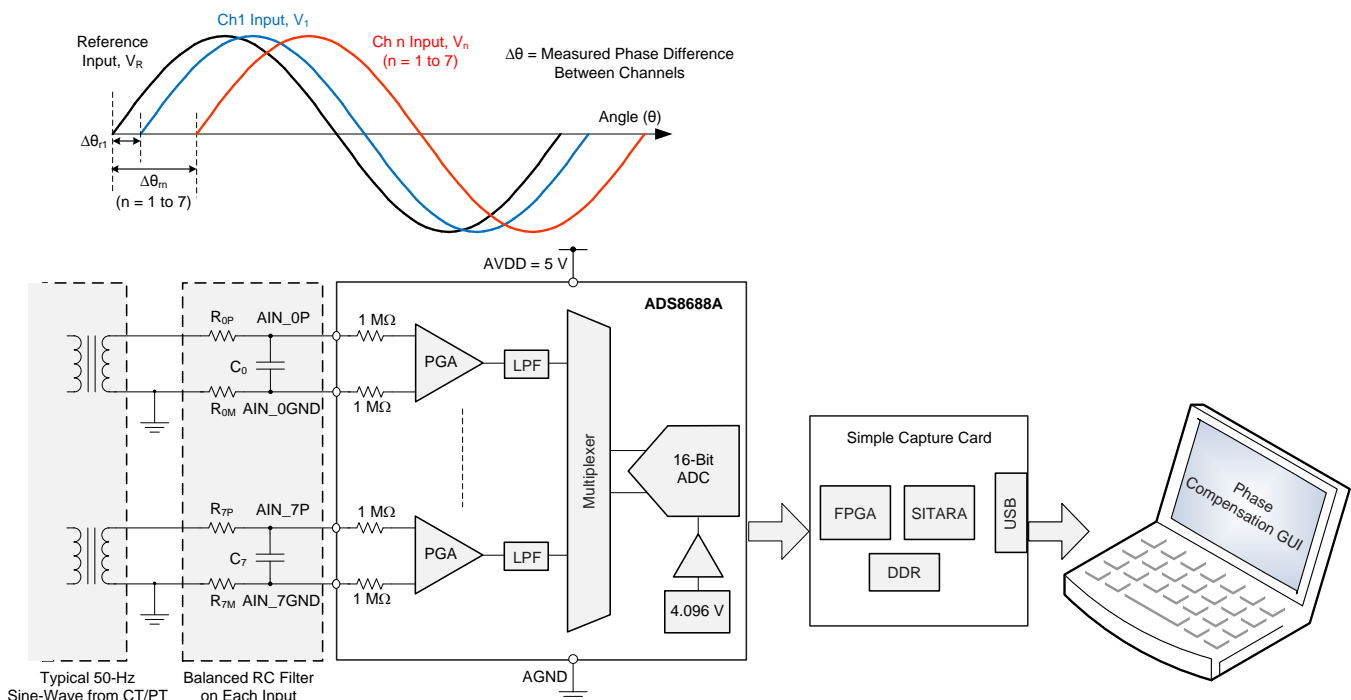 Reference
Input, V_R
Ch1 Input, V_1
Ch n Input, V_n
(n = 1 to 7)
Δθ = Measured Phase Difference
Between Channels
Angle (θ)
Δθ_r1
Δθ_rn
(n = 1 to 7)
AVDD = 5 V
ADS8688A
R_0P
AIN_0P
1 MΩ
C_0
PGA
LPF
R_0M
AIN_0GND
1 MΩ
Multiplexer
16-Bit
ADC
R_7P
AIN_7P
1 MΩ
C_7
PGA
LPF
R_7M
AIN_7GND
1 MΩ
4.096 V
AGND
Simple Capture Card
FPGA
SITARA
USB
DDR
Phase
Compensation GUI
Typical 50-Hz
Sine-Wave from CT/PT
Balanced RC Filter
on Each Input